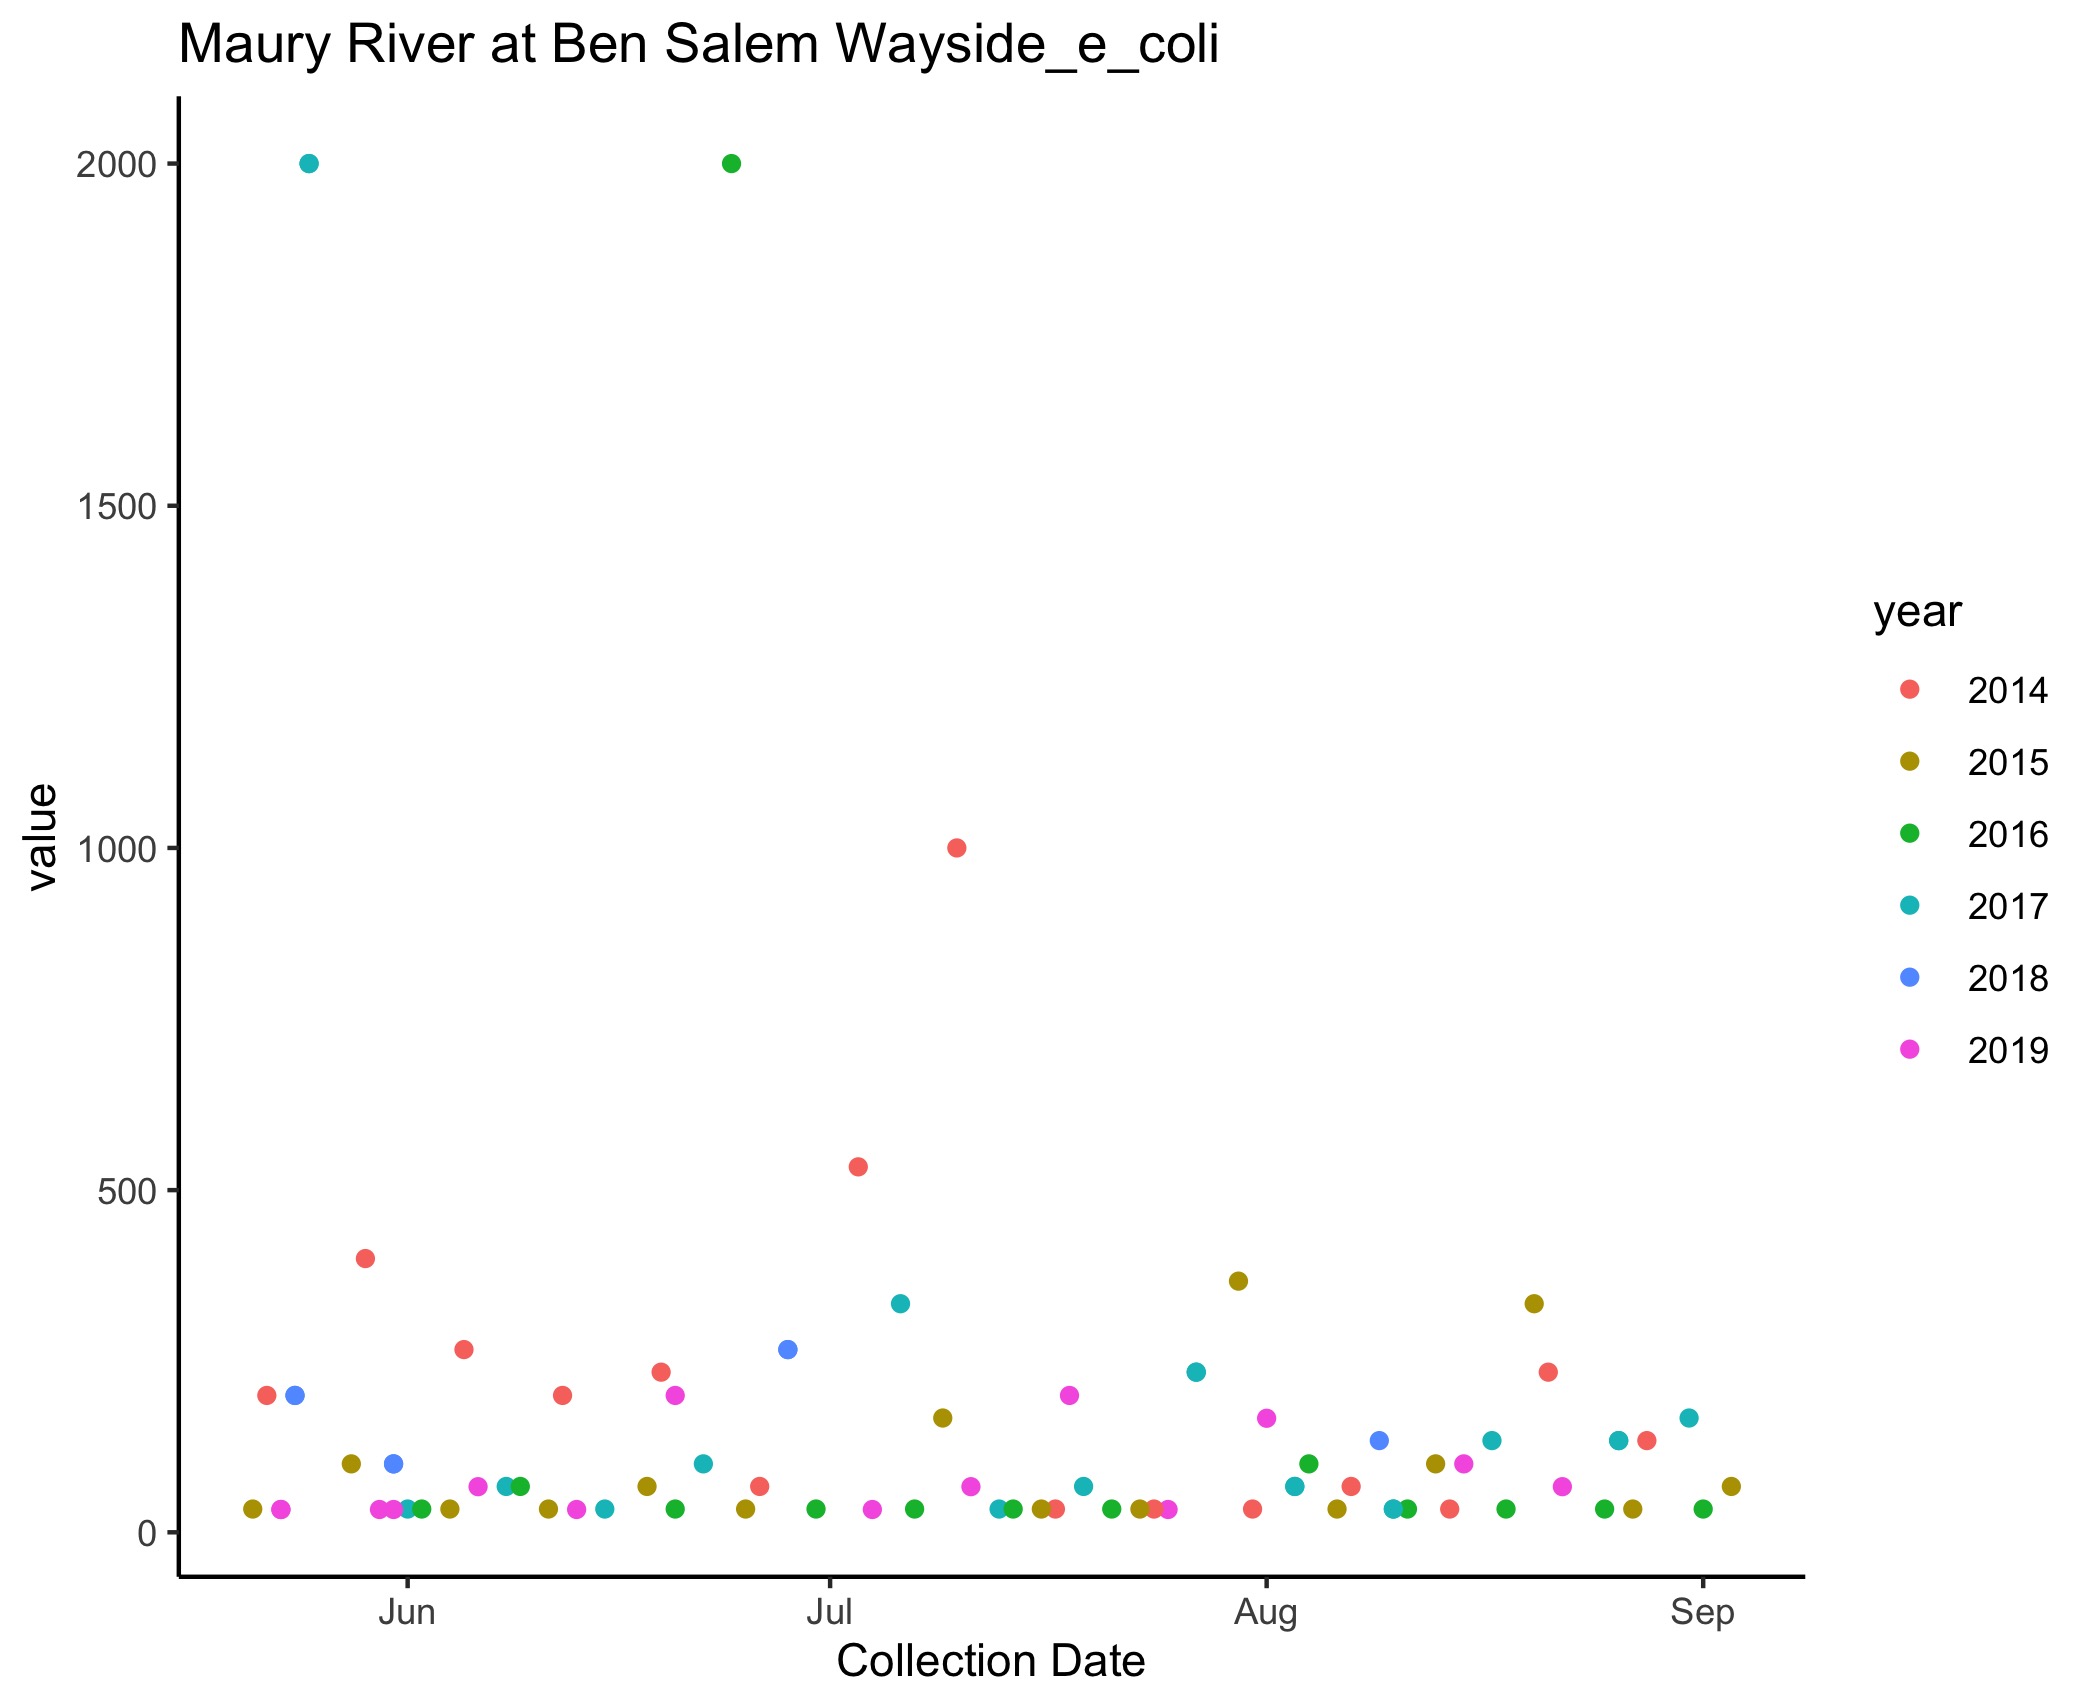 Maury River at Ben Salem Wayside_e_coli
2000
1500
1000
500
0
value
Jun
Jul
Aug
Sep
Collection Date
year
2014
2015
2016
2017
2018
2019